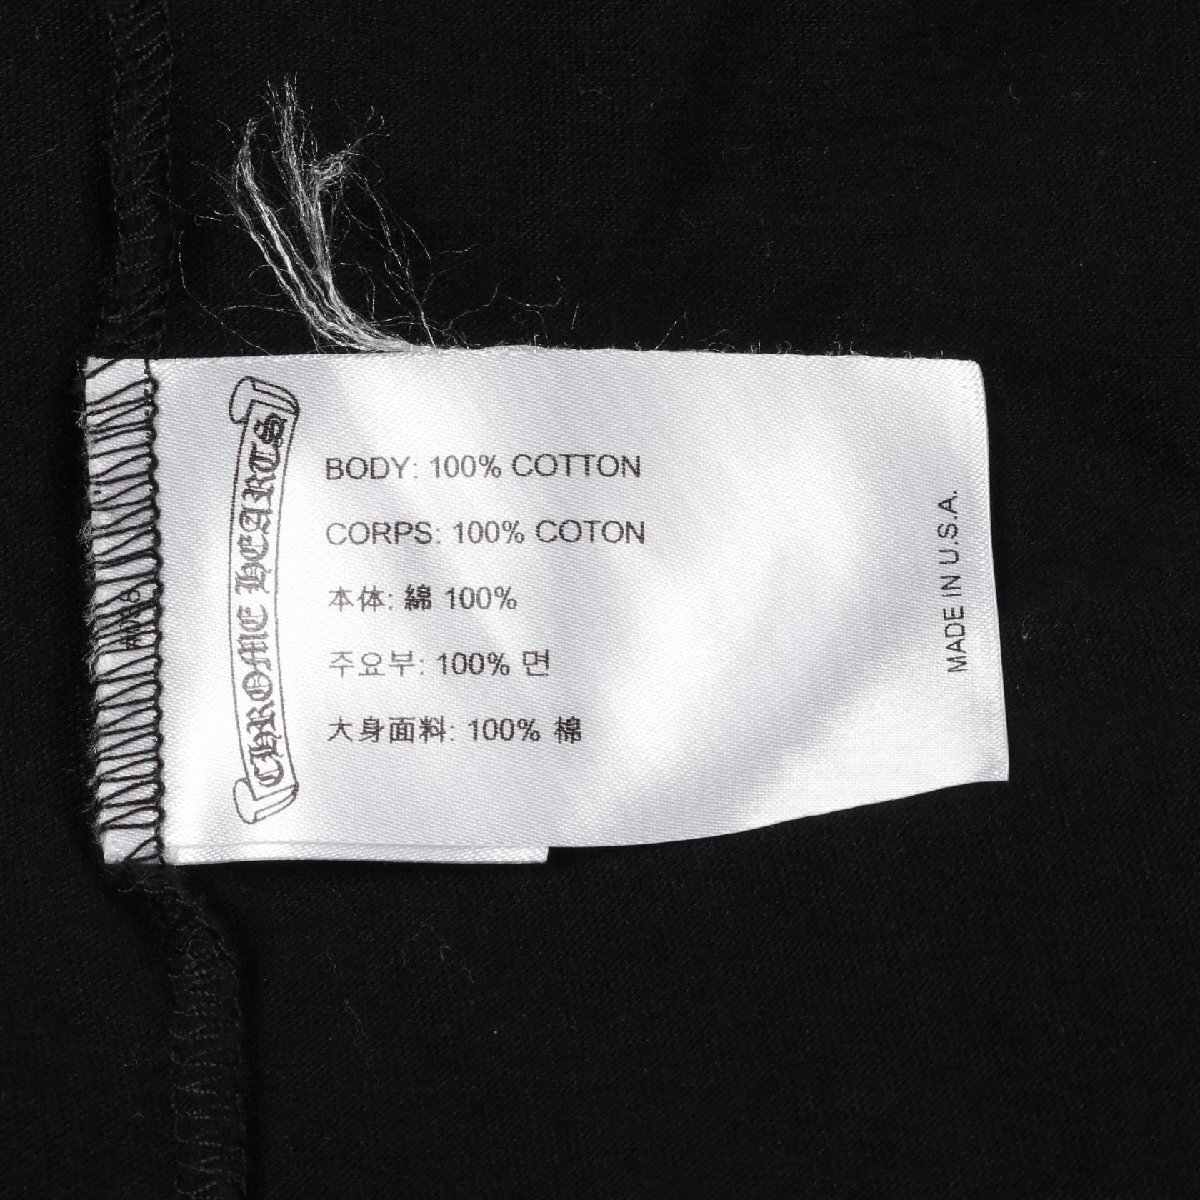 CHROME HEARTS
BODY: 100% COTTON
CORPS: 100% COTON
本体: 綿 100%
주요부: 100% 면
大身面料: 100% 棉
MADE IN U.S.A.